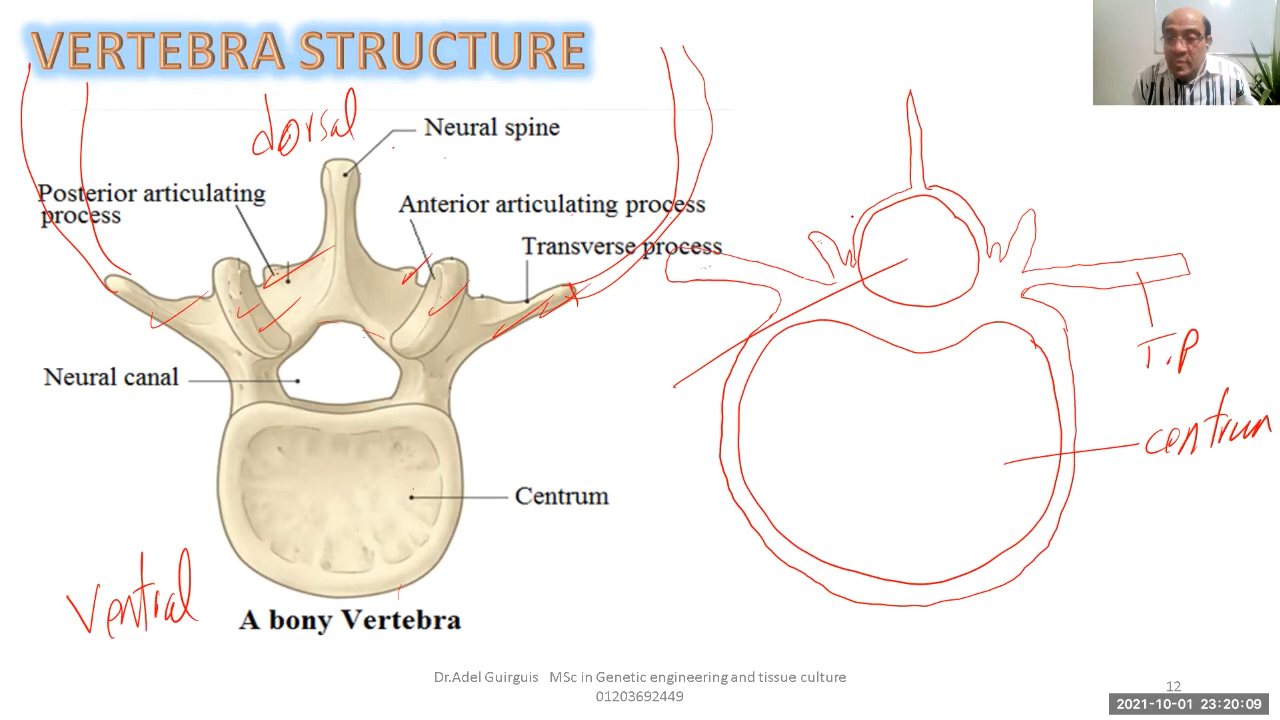 VERTEBRA STRUCTURE
dorsal
Neural spine
Posterior articulating
process
Anterior articulating process
Transverse process
T.P
Neural canal
centrum
Centrum
ventral
A bony Vertebra
Dr.Adel Guirguis MSc in Genetic engineering and tissue culture
01203692449
12
2021-10-01 23:20:09